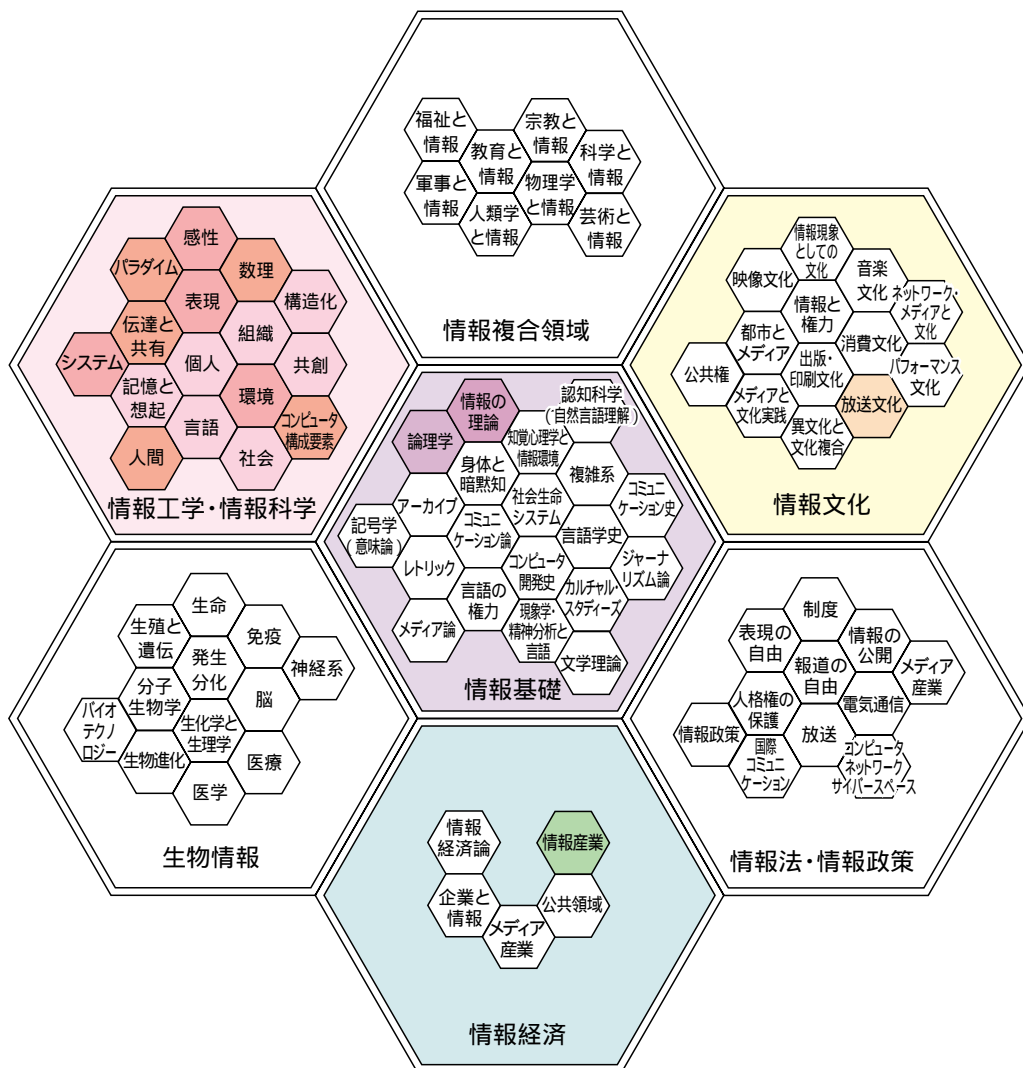 福祉と
情報
宗教と
情報
教育と
情報
科学と
情報
軍事と
情報
物理学
と情報
人類学
と情報
芸術と
情報
情報複合領域
感性
パラダイム
数理
表現
構造化
伝達と
共有
組織
システム
個人
共創
記憶と
想起
環境
言語
コンピュータ
構成要素
人間
社会
情報工学・情報科学
情報現象
としての
文化
映像文化
音楽
文化
情報と
権力
ネットワーク・
メディアと
文化
都市と
メディア
消費文化
公共権
出版・
印刷文化
パフォーマンス
文化
メディアと
文化実践
放送文化
異文化と
文化複合
情報文化
情報の
理論
認知科学
(自然言語理解)
論理学
知覚心理学と
情報環境
身体と
暗黙知
複雑系
アーカイブ
社会生命
システム
コミュニ
ケーション史
記号学
(意味論)
コミュニ
ケーション論
言語学史
レトリック
コンピュータ
開発史
ジャーナ
リズム論
言語の
権力
カルチャル・
スタディーズ
メディア論
現象学・
精神分析と
言語
文学理論
情報基礎
生命
生殖と
遺伝
免疫
発生
分化
神経系
分子
生物学
脳
バイオ
テクノ
ロジー
生化学と
生理学
生物進化
医療
医学
生物情報
制度
表現の
自由
情報の
公開
報道の
自由
メディア
産業
人格権の
保護
電気通信
情報政策
放送
国際
コミュニ
ケーション
コンピュータ
ネットワーク
サイバースペース
情報法・情報政策
情報
経済論
情報産業
企業と
情報
公共領域
メディア
産業
情報経済